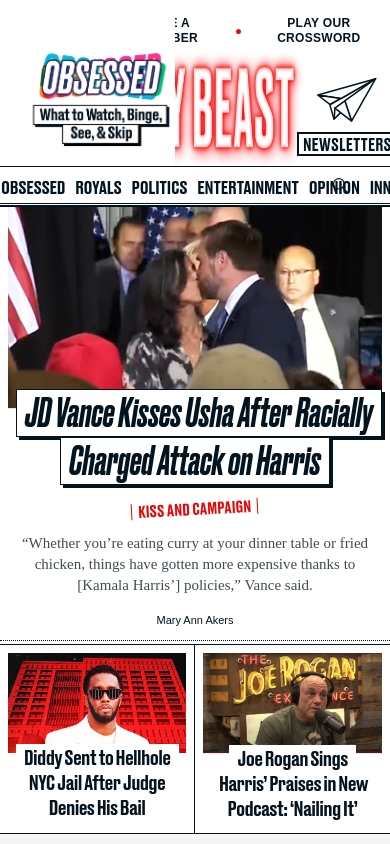 E A
BER
PLAY OUR
CROSSWORD
OBSESSED
What to Watch, Binge,
See, & Skip
Y BEAST
NEWSLETTERS
OBSESSED ROYALS POLITICS ENTERTAINMENT OPINION INN
JD Vance Kisses Usha After Racially
Charged Attack on Harris
KISS AND CAMPAIGN
“Whether you’re eating curry at your dinner table or fried
chicken, things have gotten more expensive thanks to
[Kamala Harris’] policies,” Vance said.
Mary Ann Akers
THE
JOE ROGAN
EXPERIENCE
Diddy Sent to Hellhole
NYC Jail After Judge
Denies His Bail
Joe Rogan Sings
Harris’ Praises in New
Podcast: ‘Nailing It’